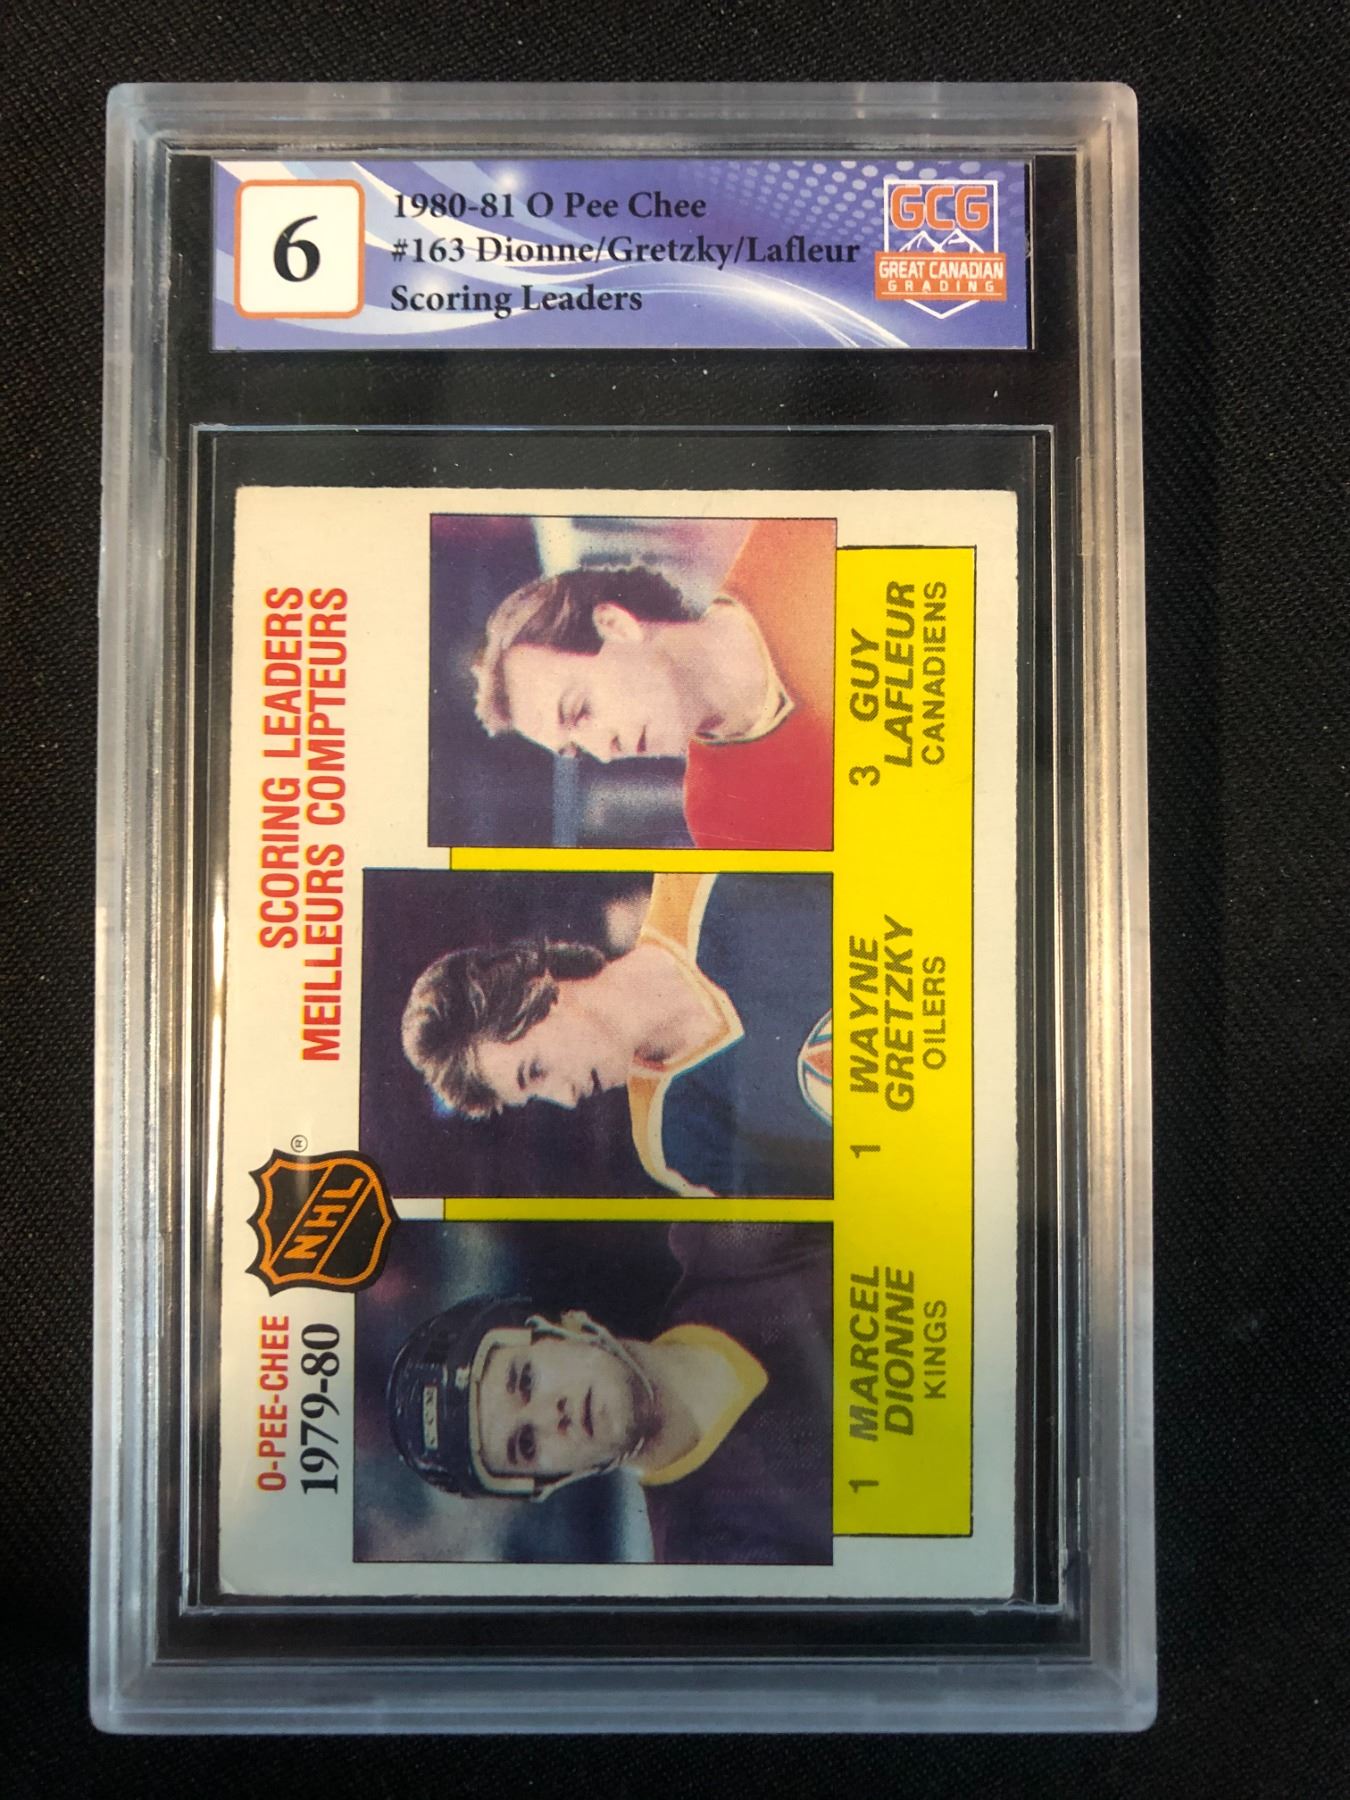 6
1980-81 O Pee Chee
#163 Dionne/Gretzky/Lafleur
Scoring Leaders
GCG
GREAT CANADIAN
GRADING
O-PEE-CHEE
1979-80
NHL
®
SCORING LEADERS
MEILLEURS COMPTEURS
1 MARCEL
DIONNE
KINGS
1 WAYNE
GRETZKY
OILERS
3 GUY
LAFLEUR
CANADIENS